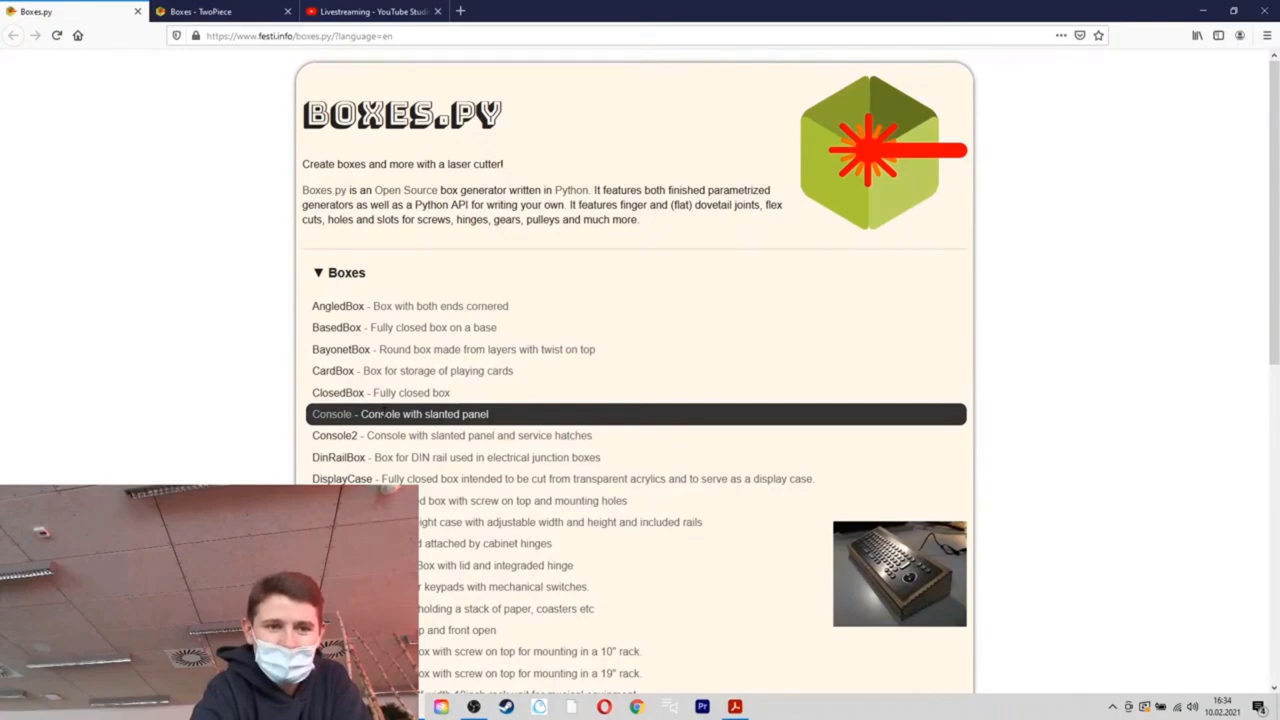 Boxes.py
Boxes - TwoPiece
Livestreaming - YouTube Studi
https://www.festi.info/boxes.py/?language=en
BOXES.PY
Create boxes and more with a laser cutter!
Boxes.py is an Open Source box generator written in Python. It features both finished parametrized
generators as well as a Python API for writing your own. It features finger and (flat) dovetail joints, flex
cuts, holes and slots for screws, hinges, gears, pulleys and much more.
▼ Boxes
AngledBox - Box with both ends cornered
BasedBox - Fully closed box on a base
BayonetBox - Round box made from layers with twist on top
CardBox - Box for storage of playing cards
ClosedBox - Fully closed box
Console - Console with slanted panel
Console2 - Console with slanted panel and service hatches
DinRailBox - Box for DIN rail used in electrical junction boxes
DisplayCase - Fully closed box intended to be cut from transparent acrylics and to serve as a display case.
ed box with screw on top and mounting holes
ight case with adjustable width and height and included rails
d attached by cabinet hinges
Box with lid and integraded hinge
r keypads with mechanical switches.
holding a stack of paper, coasters etc
p and front open
ox with screw on top for mounting in a 10" rack.
ox with screw on top for mounting in a 19" rack.
16:34
10.02.2021